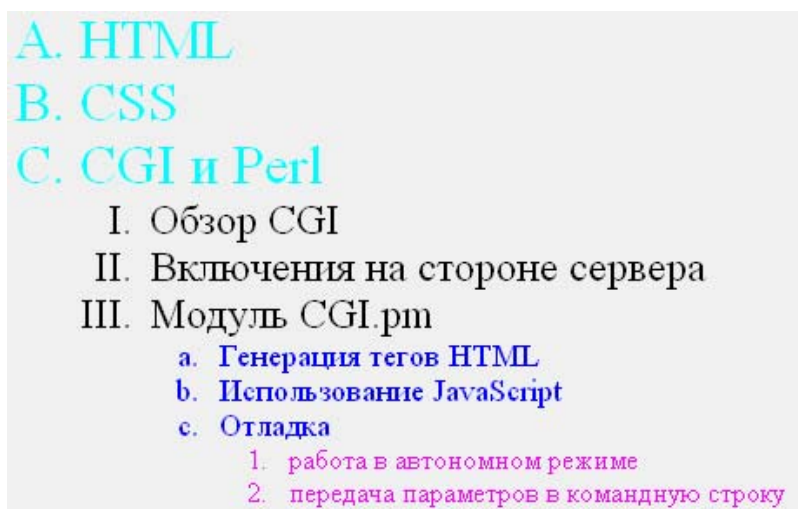 A. HTML
B. CSS
C. CGI и Perl
I. Обзор CGI
II. Включения на стороне сервера
III. Модуль CGI.pm
a. Генерация тегов HTML
b. Использование JavaScript
c. Отладка
1. работа в автономном режиме
2. передача параметров в командную строку